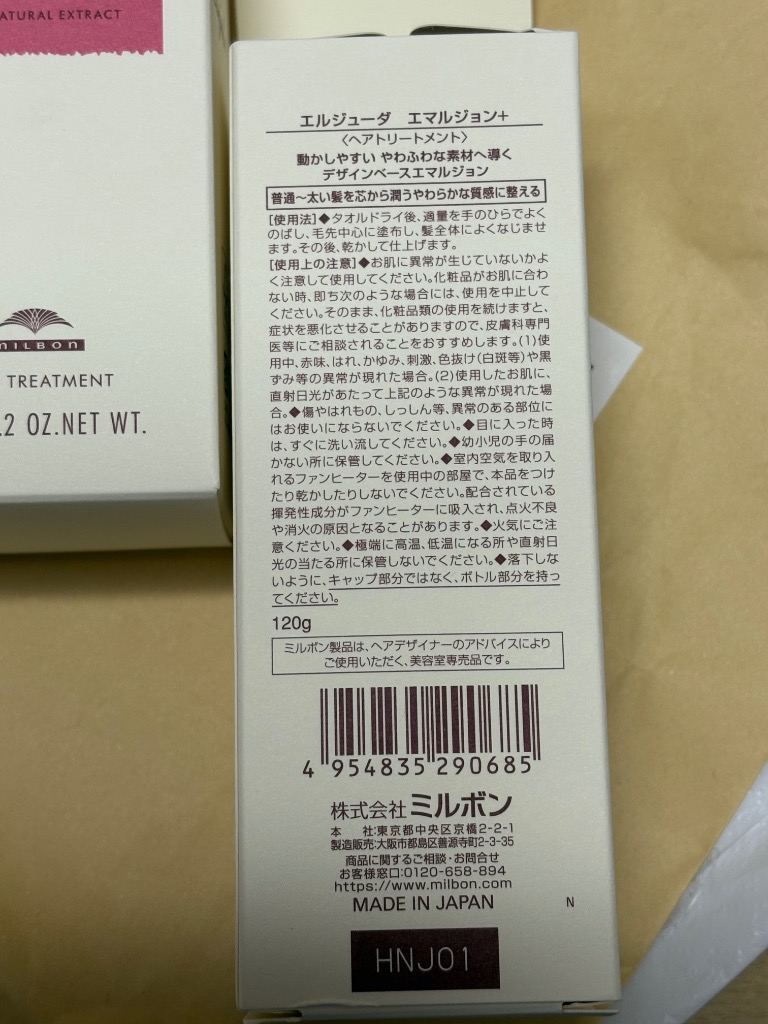 ATURAL EXTRACT
MILBON
TREATMENT
.2 OZ.NET WT.
エルジューダ エマルジョン+
〈ヘアトリートメント〉
動かしやすい やわふわな素材へ導く
デザインベースエマルジョン
普通～太い髪を芯から潤うやわらかな質感に整える
[使用法]◆タオルドライ後、適量を手のひらでよく
のばし、毛先中心に塗布し、髪全体によくなじませ
ます。その後、乾かして仕上げます。
[使用上の注意]◆お肌に異常が生じていないかよ
く注意して使用してください。化粧品がお肌に合わ
ない時、即ち次のような場合には、使用を中止して
ください。そのまま、化粧品類の使用を続けますと、
症状を悪化させることがありますので、皮膚科専門
医等にご相談されることをおすすめします。(1)使
用中、赤味、はれ、かゆみ、刺激、色抜け(白斑等)や黒
ずみ等の異常が現れた場合。(2)使用したお肌に、
直射日光があたって上記のような異常が現れた場
合。◆傷やはれもの、しっしん等、異常のある部位に
はお使いにならないでください。◆目に入った時
は、すぐに洗い流してください。◆幼小児の手の届
かない所に保管してください。◆室内空気を取り入
れるファンヒーターを使用中の部屋で、本品をつけ
たり乾かしたりしないでください。配合されている
揮発性成分がファンヒーターに吸入され、点火不良
や消火の原因となることがあります。◆火気にご注
意ください。◆極端に高温、低温になる所や直射日
光の当たる所に保管しないでください。◆落下しな
いように、キャップ部分ではなく、ボトル部分を持っ
てください。
120g
ミルボン製品は、ヘアデザイナーのアドバイスにより
ご使用いただく、美容室専売品です。
4 954835 290685
株式会社 ミルボン
本 社:東京都中央区京橋2-2-1
製造販売:大阪市都島区善源寺町2-3-35
商品に関するご相談・お問合せ
お客様窓口:0120-658-894
https://www.milbon.com
MADE IN JAPAN N
HNJ01